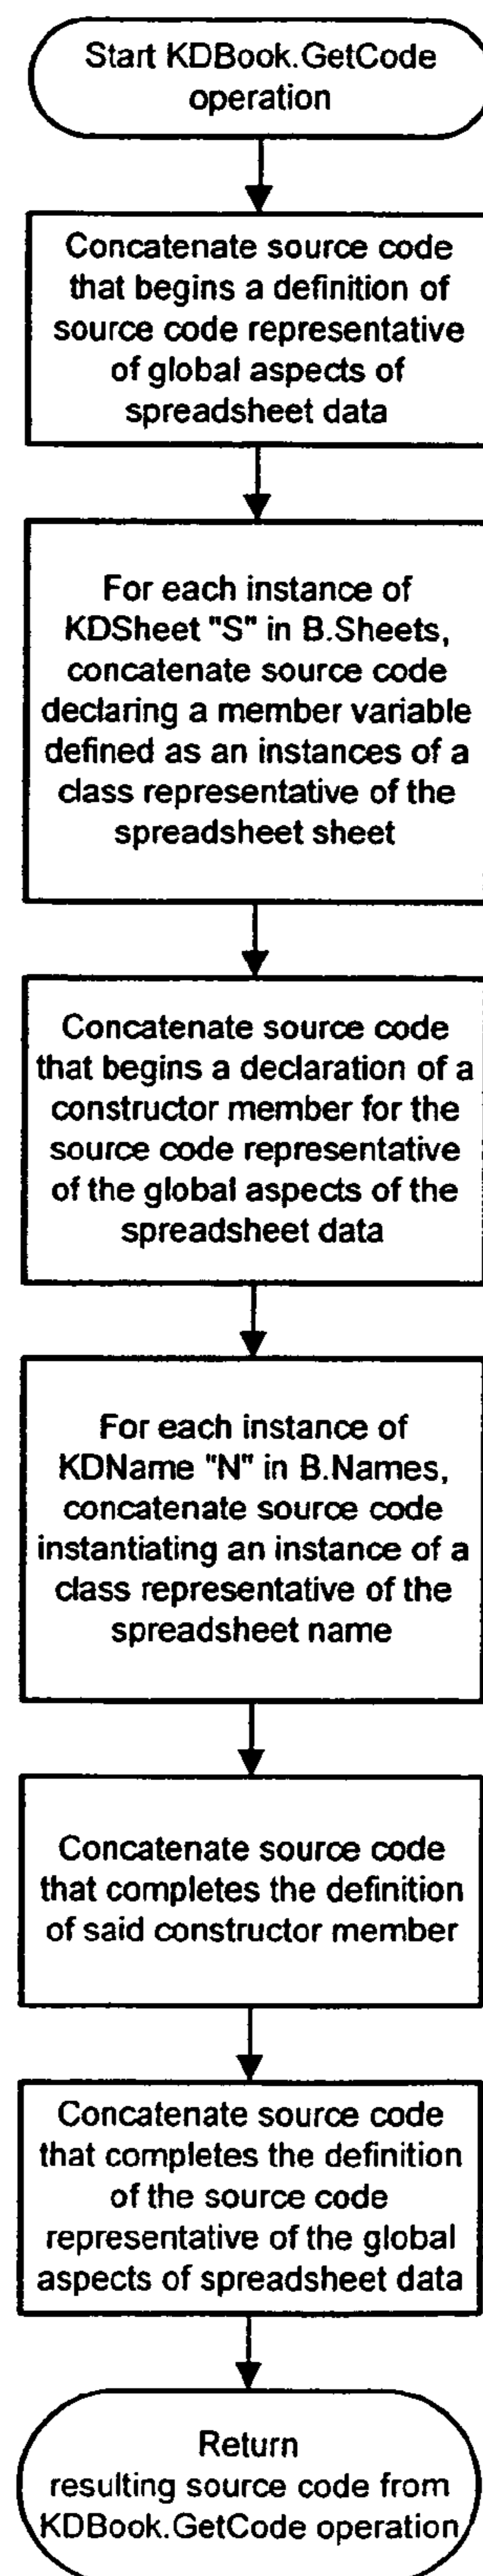 Start KDBook.GetCode
operation
Concatenate source code
that begins a definition of
source code representative
of global aspects of
spreadsheet data
For each instance of
KDSheet "S" in B.Sheets,
concatenate source code
declaring a member variable
defined as an instances of a
class representative of the
spreadsheet sheet
Concatenate source code
that begins a declaration of a
constructor member for the
source code representative
of the global aspects of the
spreadsheet data
For each instance of
KDName "N" in B.Names,
concatenate source code
instantiating an instance of a
class representative of the
spreadsheet name
Concatenate source code
that completes the definition
of said constructor member
Concatenate source code
that completes the definition
of the source code
representative of the global
aspects of spreadsheet data
Return
resulting source code from
KDBook.GetCode operation